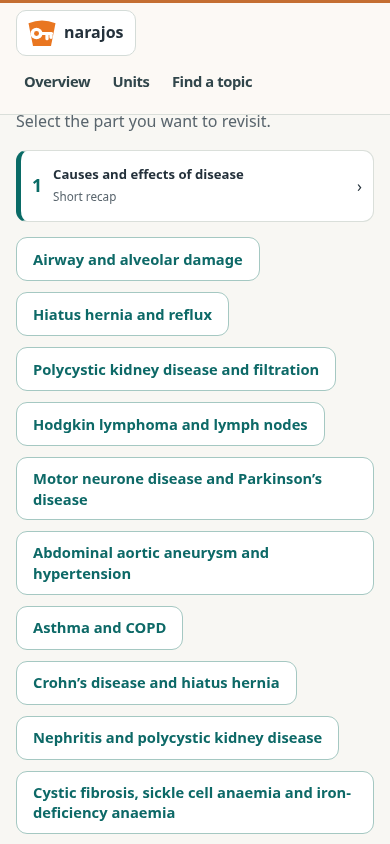 narajos
Overview Units Find a topic
Select the part you want to revisit.
1 Causes and effects of disease ›
Short recap
Airway and alveolar damage
Hiatus hernia and reflux
Polycystic kidney disease and filtration
Hodgkin lymphoma and lymph nodes
Motor neurone disease and Parkinson’s
disease
Abdominal aortic aneurysm and
hypertension
Asthma and COPD
Crohn’s disease and hiatus hernia
Nephritis and polycystic kidney disease
Cystic fibrosis, sickle cell anaemia and iron-
deficiency anaemia